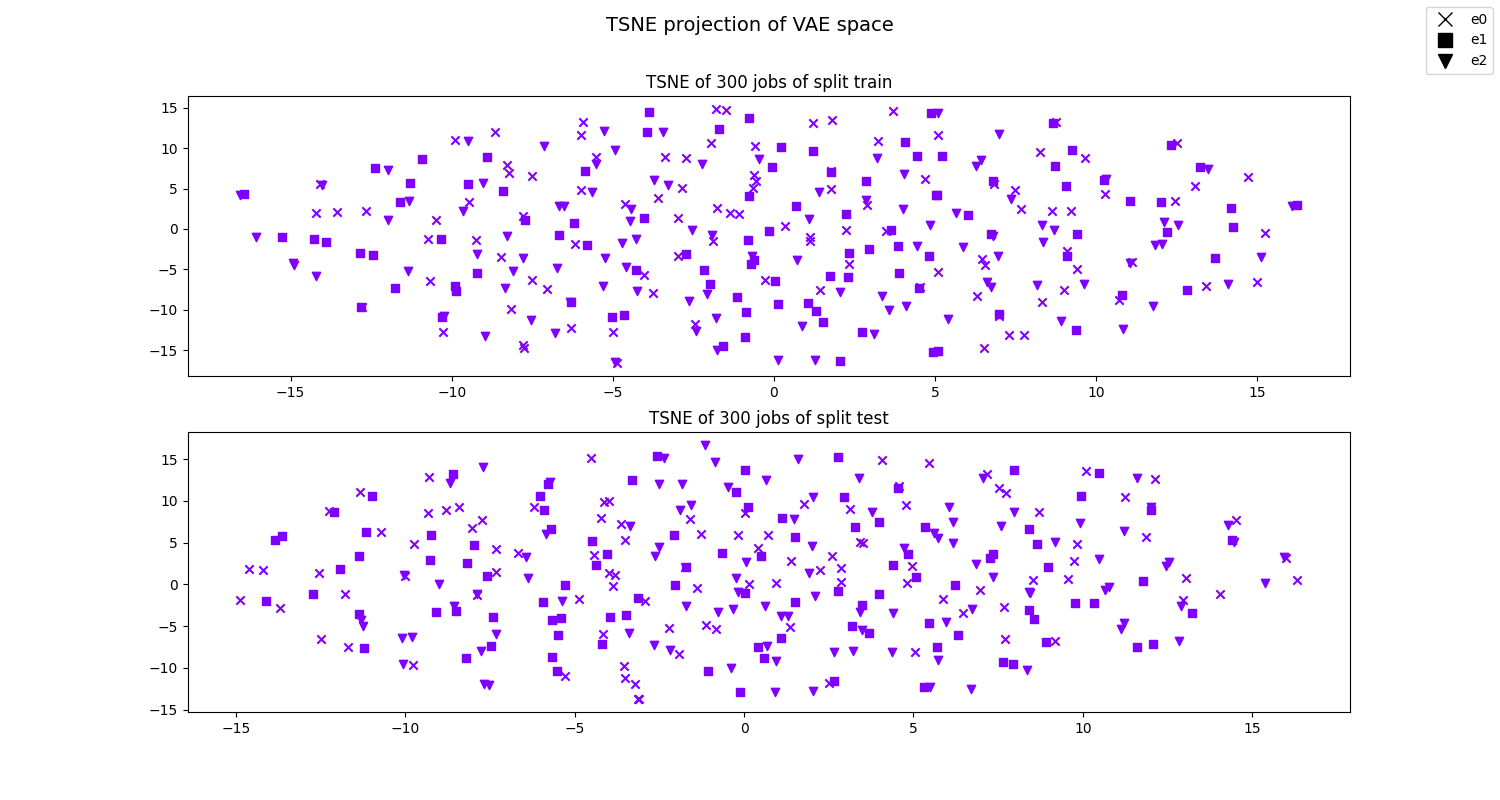 TSNE projection of VAE space
e0
e1
e2
TSNE of 300 jobs of split train
15
10
5
0
−5
−10
−15
−15 −10 −5 0 5 10 15
TSNE of 300 jobs of split test
15
10
5
0
−5
−10
−15
−15 −10 −5 0 5 10 15